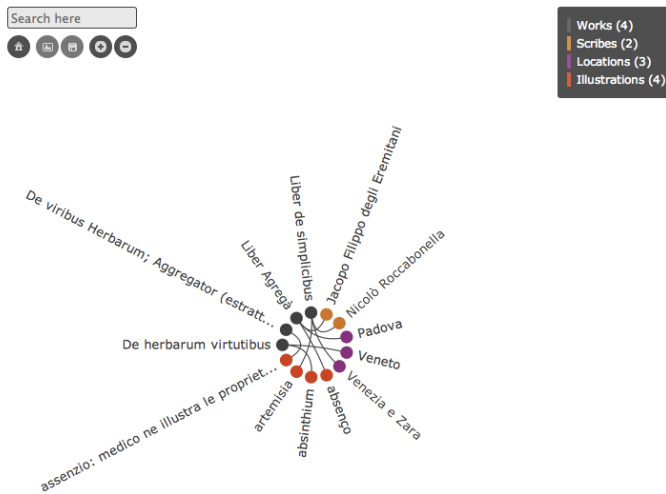 Search here
Works (4)
Scribes (2)
Locations (3)
Illustrations (4)
De viribus Herbarum; Aggregator (estratt...
Liber Agregà
Liber de simplicibus
Jacopo Filippo degli Eremitani
Nicolò Roccabonella
Padova
Veneto
Venezia e Zara
absenço
absinthium
artemisia
assenzio; medico ne illustra le propriet...
De herbarum virtutibus